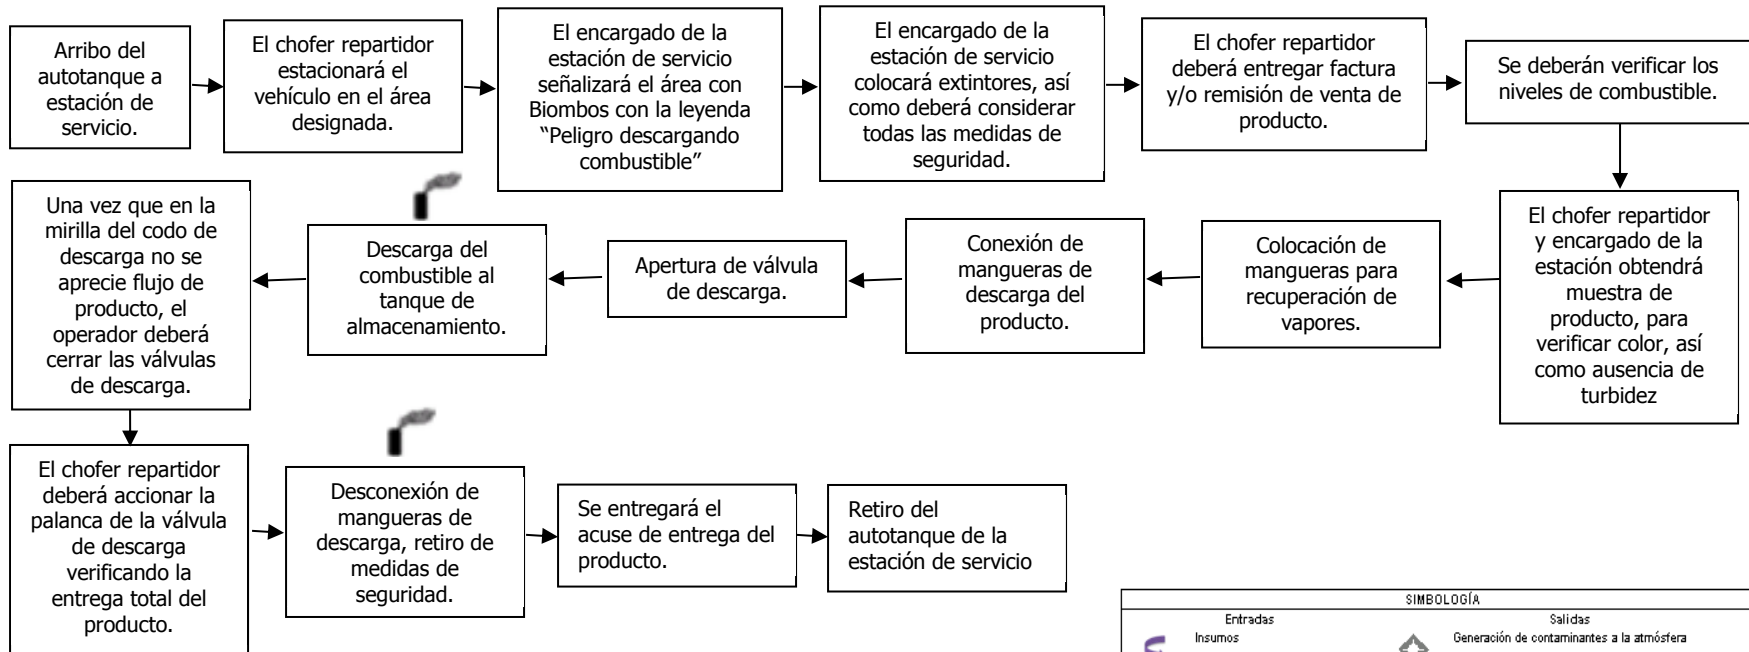 Arribo del
autotanque a
estación de
servicio.
El chofer repartidor
estacionará el
vehículo en el área
designada.
El encargado de la
estación de servicio
señalizará el área con
Biombos con la leyenda
“Peligro descargando
combustible”
El encargado de la
estación de servicio
colocará extintores, así
como deberá considerar
todas las medidas de
seguridad.
El chofer repartidor
deberá entregar factura
y/o remisión de venta de
producto.
Se deberán verificar los
niveles de combustible.
El chofer repartidor
y encargado de la
estación obtendrá
muestra de
producto, para
verificar color, así
como ausencia de
turbidez
Colocación de
mangueras para
recuperación de
vapores.
Conexión de
mangueras de
descarga del
producto.
Apertura de válvula
de descarga.
Descarga del
combustible al
tanque de
almacenamiento.
Una vez que en la
mirilla del codo de
descarga no se
aprecie flujo de
producto, el
operador deberá
cerrar las válvulas
de descarga.
El chofer repartidor
deberá accionar la
palanca de la válvula
de descarga
verificando la
entrega total del
producto.
Desconexión de
mangueras de
descarga, retiro de
medidas de
seguridad.
Se entregará el
acuse de entrega del
producto.
Retiro del
autotanque de la
estación de servicio
SIMBOLOGÍA
Entradas
Salidas
Insumos
Generación de contaminantes a la atmósfera